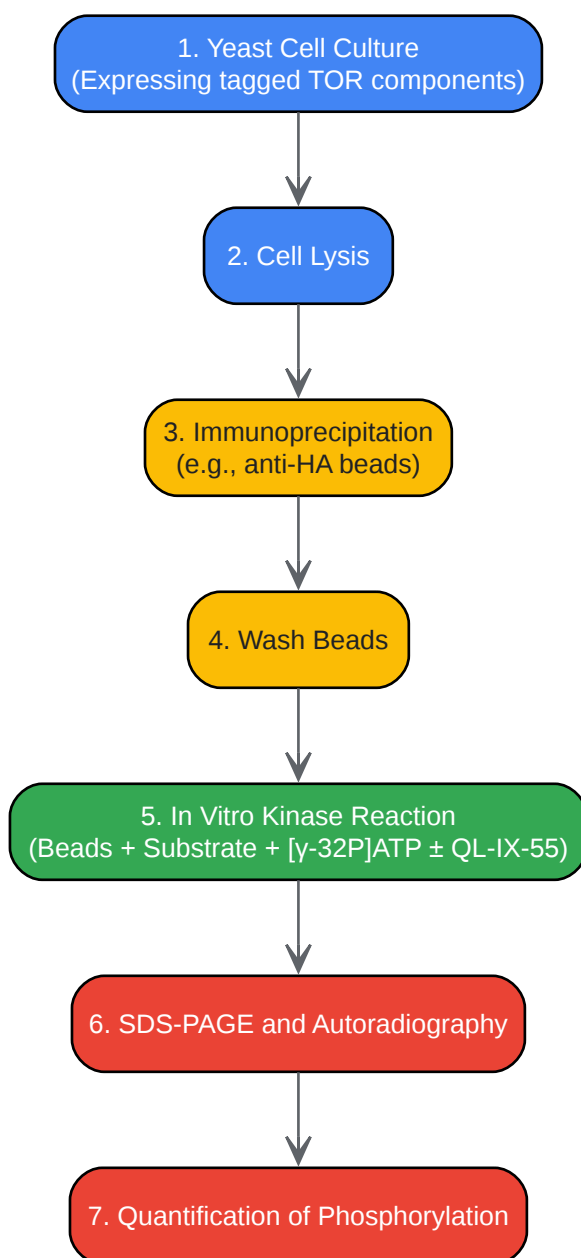 1. Yeast Cell Culture
(Expressing tagged TOR components)
2. Cell Lysis
3. Immunoprecipitation
(e.g., anti-HA beads)
4. Wash Beads
5. In Vitro Kinase Reaction
(Beads + Substrate + [γ-32P]ATP ± QL-IX-55)
6. SDS-PAGE and Autoradiography
7. Quantification of Phosphorylation